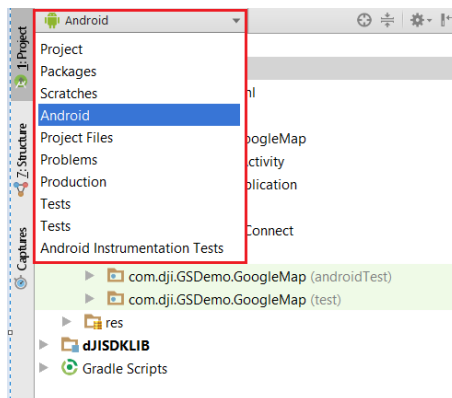 Android
1: Project
Project
Packages
Scratches
nl
Android
Project Files
oogleMap
Problems
ctivity
Production
plication
Tests
Tests
Connect
Android Instrumentation Tests
7: Structure
Captures
com.dji.GSDemo.GoogleMap (androidTest)
com.dji.GSDemo.GoogleMap (test)
res
dJISDKLIB
Gradle Scripts